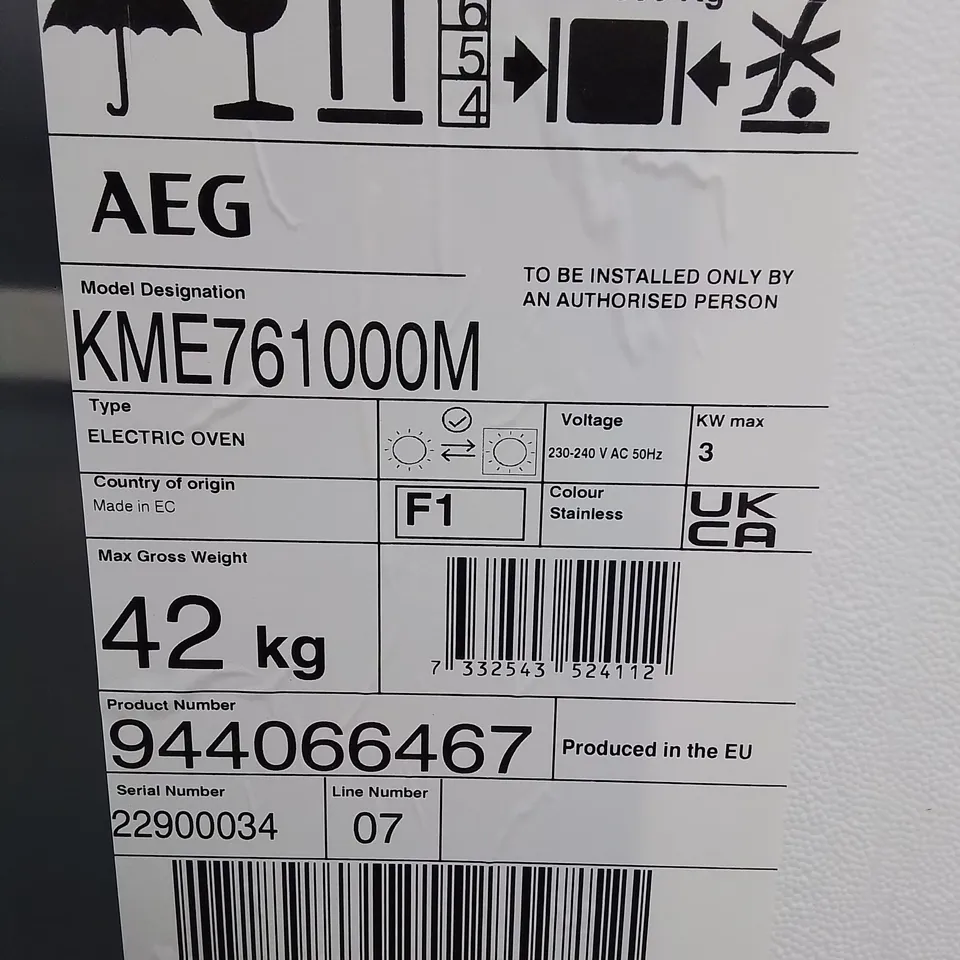 6
5
4
AEG
TO BE INSTALLED ONLY BY
AN AUTHORISED PERSON
Model Designation
KME761000M
Type
ELECTRIC OVEN
Voltage
230-240 V AC 50Hz
KW max
3
Country of origin
Made in EC
F1
Colour
Stainless
UK
CA
Max Gross Weight
42 kg
7 332543 524112
Product Number
944066467
Produced in the EU
Serial Number
22900034
Line Number
07